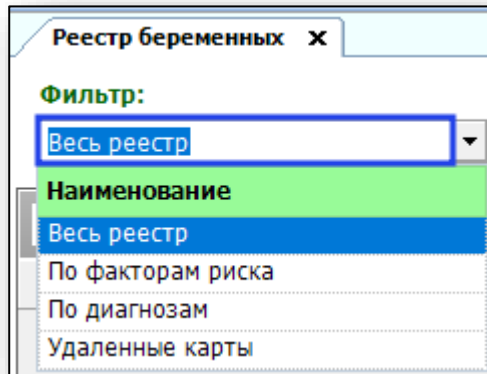 Реестр беременных x
Фильтр:
Весь реестр
Наименование
Весь реестр
По факторам риска
По диагнозам
Удаленные карты